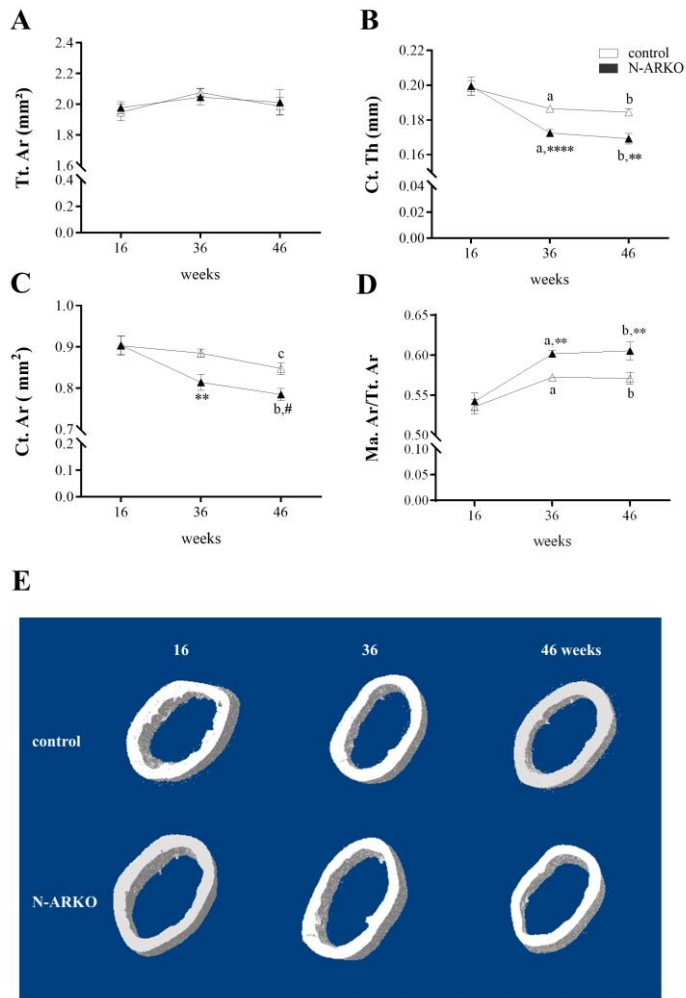 A
Tt. Ar (mm²)
2.4
2.2
2.0
1.8
1.6
0.4
0.2
0.0
16
36
46
weeks
B
control
N-ARKO
Ct. Th (mm)
0.20
0.18
0.16
0.04
0.02
0.00
a
b
a,****
b,**
16
36
46
weeks
C
Ct. Ar ( mm²)
1.0
0.9
0.8
0.7
0.2
0.1
0.0
c
**
b,#
16
36
46
weeks
D
Ma. Ar/Tt. Ar
0.65
0.60
0.55
0.50
0.10
0.05
0.00
a,**
b,**
a
b
16
36
46
weeks
E
16
36
46 weeks
control
N-ARKO